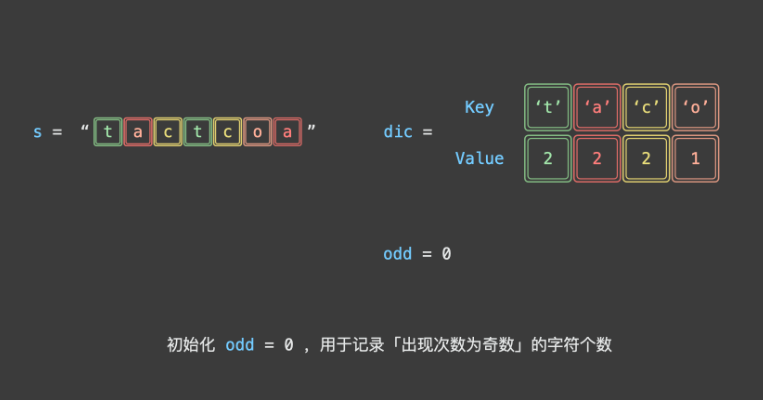 s = “tactcoa”
dic =
Key ‘t’ ‘a’ ‘c’ ‘o’
Value 2 2 2 1
odd = 0
初始化 odd = 0 ，用于记录「出现次数为奇数」的字符个数